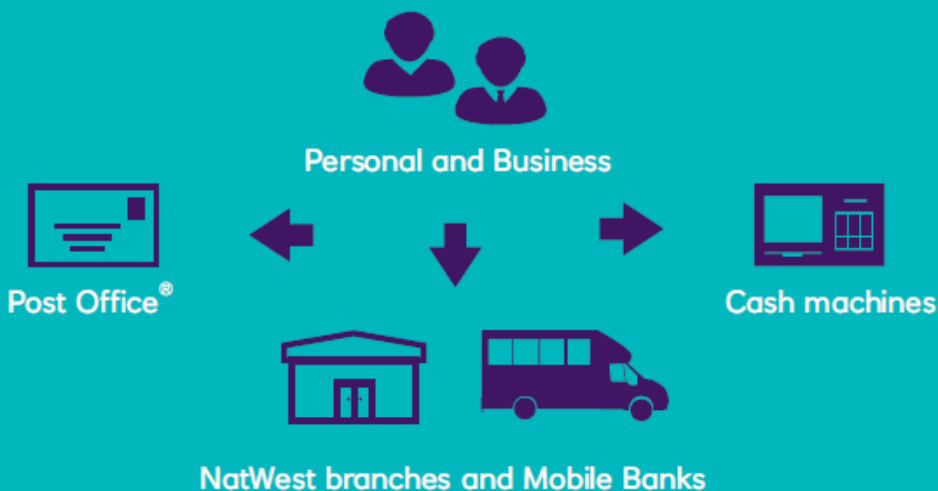 Personal and Business
Post Office®
Cash machines
NatWest branches and Mobile Banks